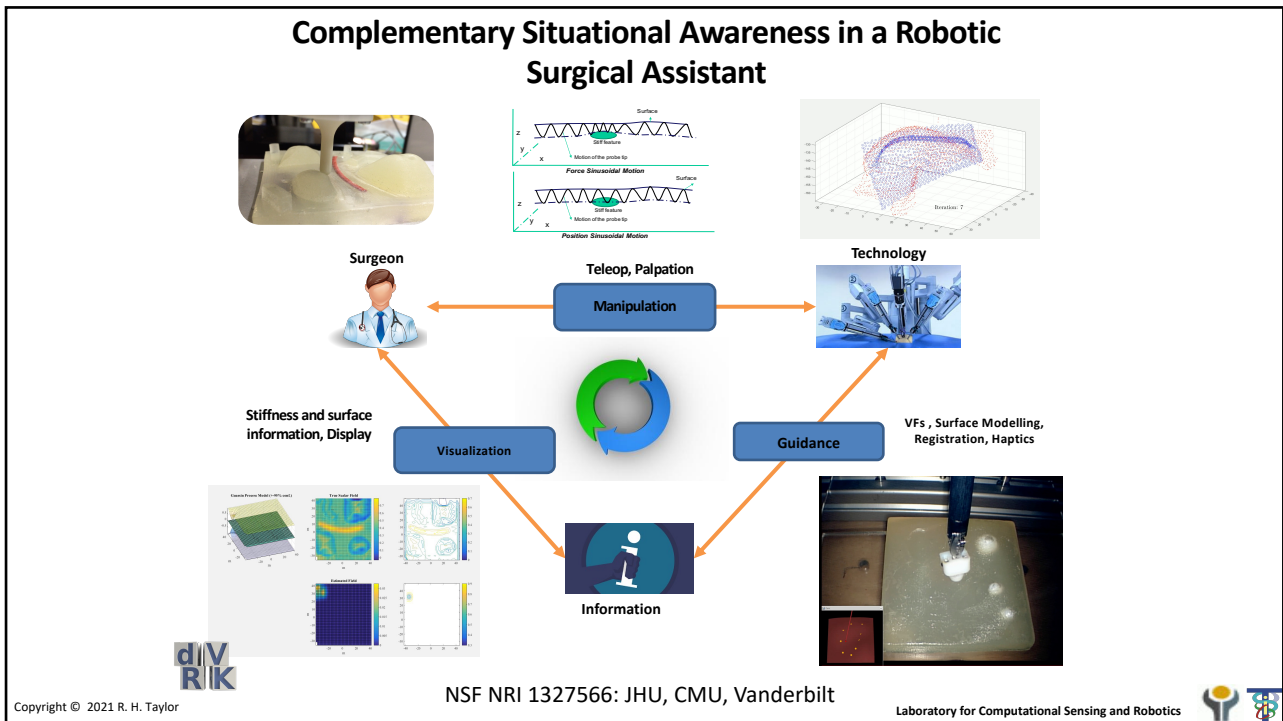 Complementary Situational Awareness in a Robotic
Surgical Assistant
Surface
z
y
x
Stiff feature
Motion of the probe tip
Force Sinusoidal Motion
Surface
z
y
x
Stiff feature
Motion of the probe tip
Position Sinusoidal Motion
Iteration: 7
Surgeon
Teleop, Palpation
Technology
Manipulation
Stiffness and surface
information, Display
VFs , Surface Modelling,
Registration, Haptics
Visualization
Guidance
True Scalar Field
Estimated Field
Information
dV
RK
NSF NRI 1327566: JHU, CMU, Vanderbilt
Copyright © 2021 R. H. Taylor
Laboratory for Computational Sensing and Robotics